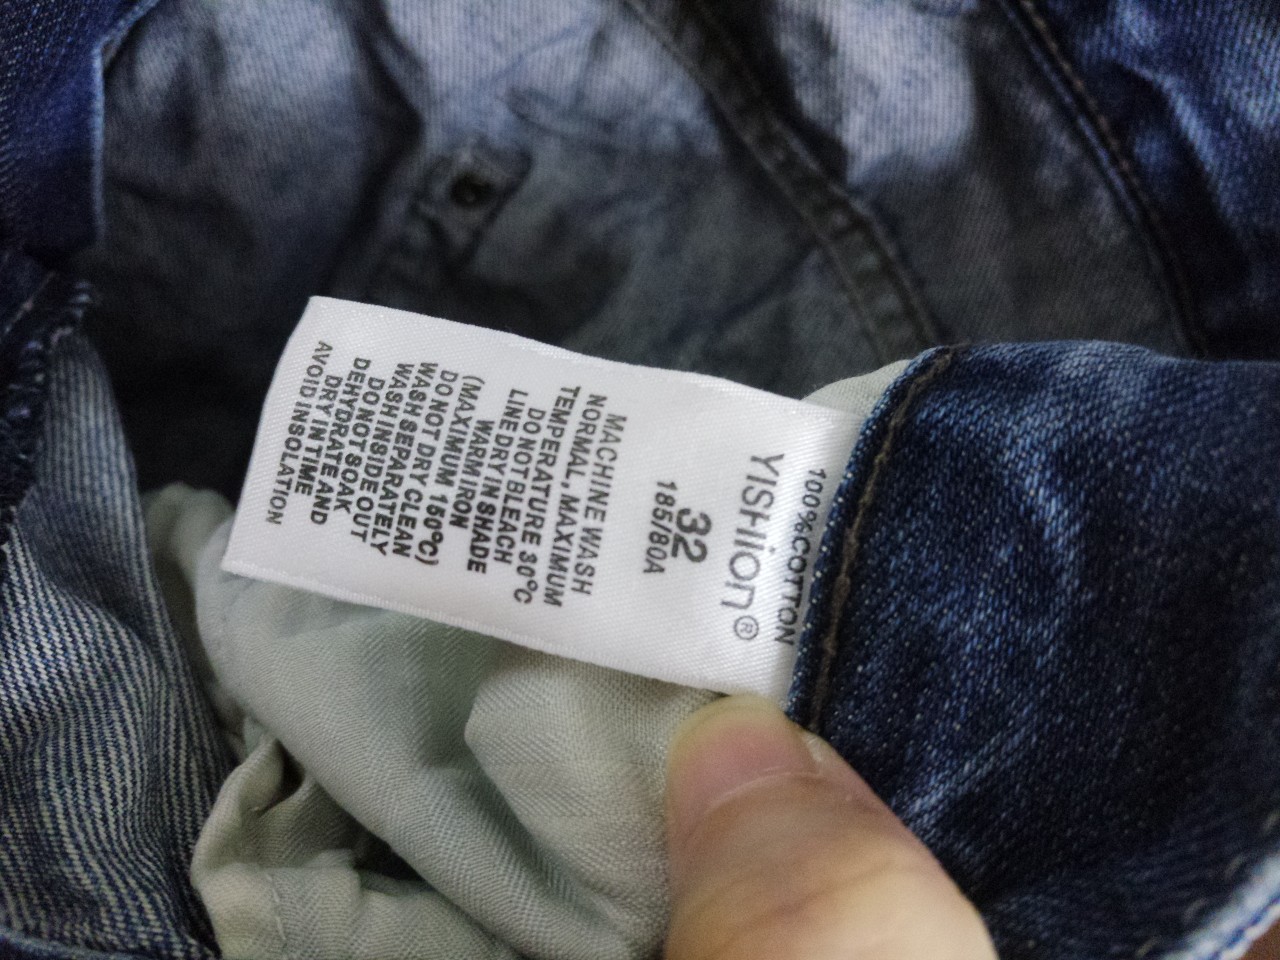 100%COTTON
YISHION®
32
185/80A
MACHINE WASH
NORMAL, MAXIMUM
TEMPERATURE 30°C
DO NOT BLEACH
LINE DRY IN SHADE
WARM IRON
(MAXIMUM 150°C)
DO NOT DRY CLEAN
WASH SEPARATELY
WASH INSIDE OUT
DO NOT SOAK
DEHYDRATE AND
DRY IN TIME
AVOID INSOLATION